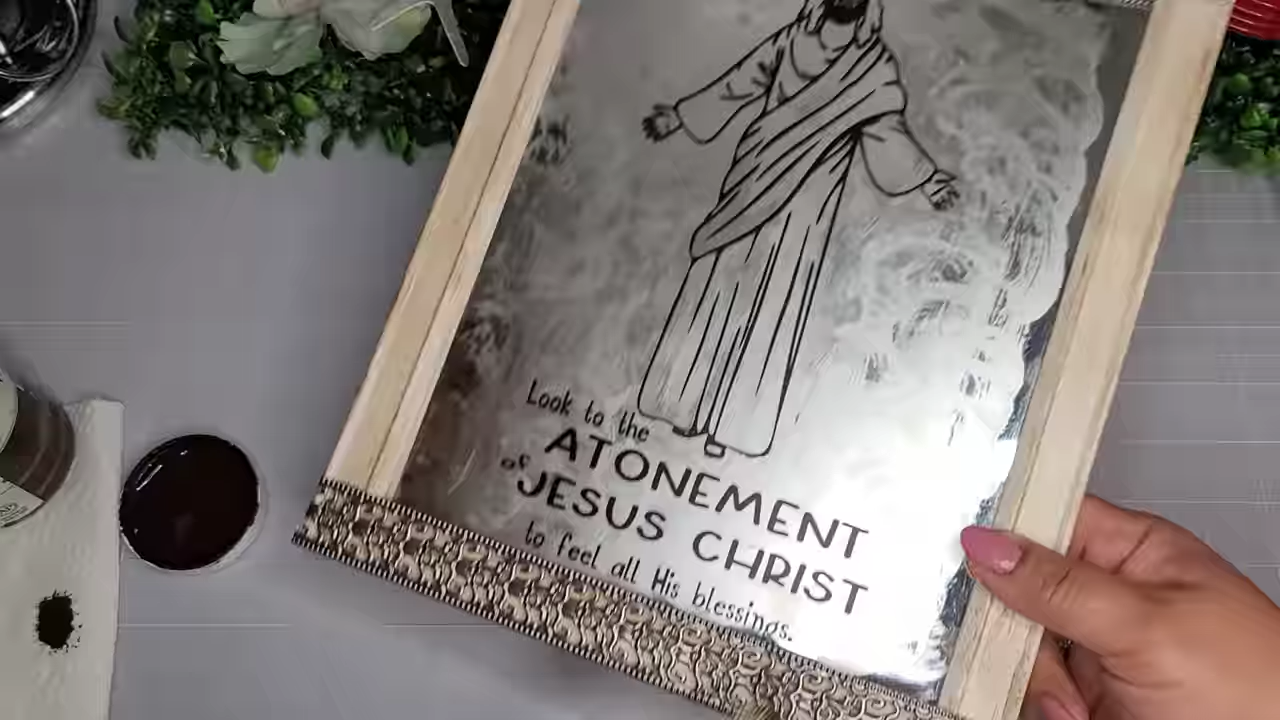 Look to the
ATONEMENT
of JESUS CHRIST
to feel all His blessings.